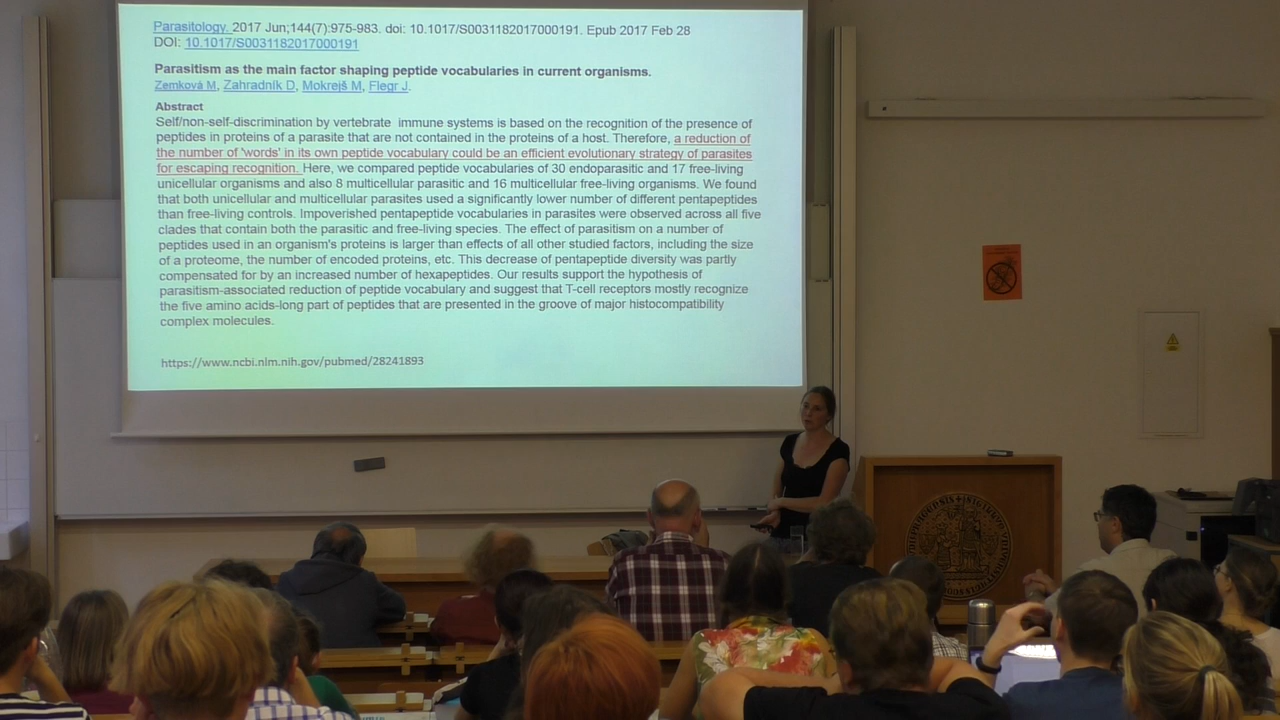 Parasitology. 2017 Jun;144(7):975-983. doi: 10.1017/S0031182017000191. Epub 2017 Feb 28
DOI: 10.1017/S0031182017000191
Parasitism as the main factor shaping peptide vocabularies in current organisms.
Zemková M, Zahradník D, Mokrejš M, Flegr J.
Abstract
Self/non-self-discrimination by vertebrate immune systems is based on the recognition of the presence of
peptides in proteins of a parasite that are not contained in the proteins of a host. Therefore, a reduction of
the number of 'words' in its own peptide vocabulary could be an efficient evolutionary strategy of parasites
for escaping recognition. Here, we compared peptide vocabularies of 30 endoparasitic and 17 free-living
unicellular organisms and also 8 multicellular parasitic and 16 multicellular free-living organisms. We found
that both unicellular and multicellular parasites used a significantly lower number of different pentapeptides
than free-living controls. Impoverished pentapeptide vocabularies in parasites were observed across all five
clades that contain both the parasitic and free-living species. The effect of parasitism on a number of
peptides used in an organism's proteins is larger than effects of all other studied factors, including the size
of a proteome, the number of encoded proteins, etc. This decrease of pentapeptide diversity was partly
compensated for by an increased number of hexapeptides. Our results support the hypothesis of
parasitism-associated reduction of peptide vocabulary and suggest that T-cell receptors mostly recognize
the five amino acids-long part of peptides that are presented in the groove of major histocompatibility
complex molecules.
https://www.ncbi.nlm.nih.gov/pubmed/28241893